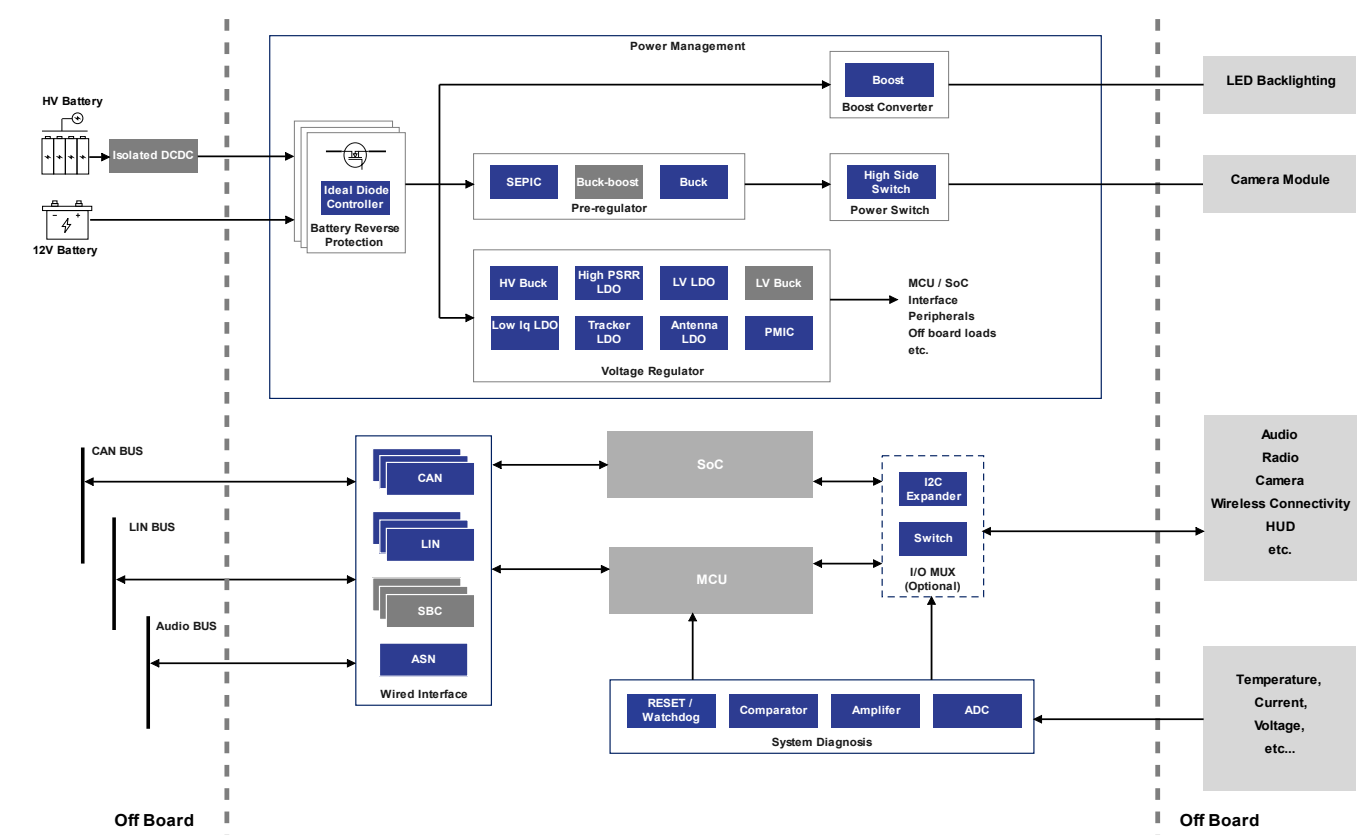 Power Management
HV Battery
Isolated DCDC
12V Battery
Ideal Diode
Controller
Battery Reverse
Protection
Boost
Boost Converter
LED Backlighting
SEPIC
Buck-boost
Buck
Pre-regulator
High Side
Switch
Power Switch
Camera Module
HV Buck
High PSRR
LDO
LV LDO
LV Buck
Low Iq LDO
Tracker
LDO
Antenna
LDO
PMIC
Voltage Regulator
MCU / SoC
Interface
Peripherals
Off board loads
etc.
CAN BUS
LIN BUS
Audio BUS
CAN
LIN
SBC
ASN
Wired Interface
SoC
MCU
I2C
Expander
Switch
I/O MUX
(Optional)
Audio
Radio
Camera
Wireless Connectivity
HUD
etc.
RESET /
Watchdog
Comparator
Amplifer
ADC
System Diagnosis
Temperature,
Current,
Voltage,
etc...
Off Board
Off Board